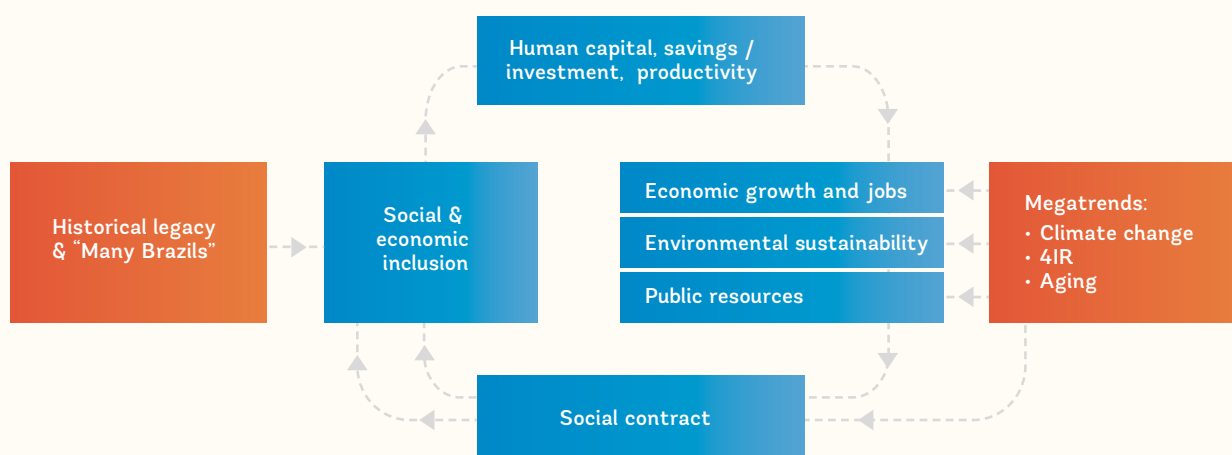 Human capital, savings /
investment, productivity
Historical legacy
& “Many Brazils”
Social &
economic
inclusion
Economic growth and jobs
Environmental sustainability
Public resources
Megatrends:
• Climate change
• 4IR
• Aging
Social contract